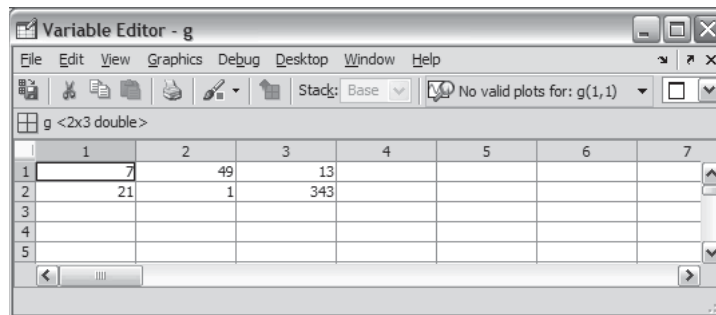 Variable Editor - g
File Edit View Graphics Debug Desktop Window Help
Stack: Base No valid plots for: g(1,1)
g <2x3 double>
1 2 3 4 5 6 7
1 7 49 13
2 21 1 343
3
4
5